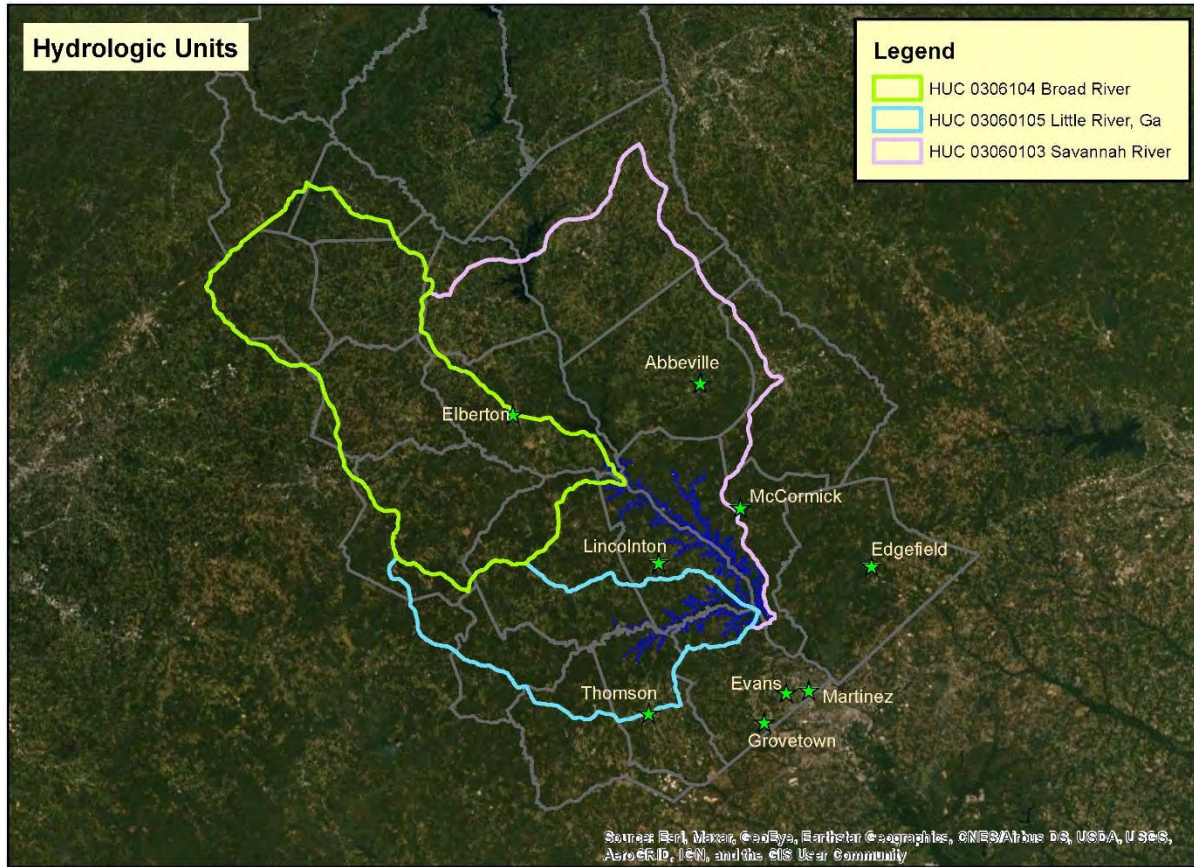 Hydrologic Units
Legend
HUC 0306104 Broad River
HUC 03060105 Little River, Ga
HUC 03060103 Savannah River
Abbeville
Elberton
McCormick
Lincolnton
Edgefield
Thomson
Evans
Martinez
Grovetown
Source: Esri, Maxar, GeoEye, Earthstar Geographics, CNES/Airbus DS, USDA, USGS,
AeroGRID, IGN, and the GIS User Community